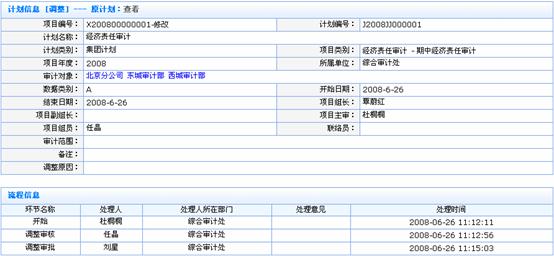 计划信息 [调整] --- 原计划：查看
项目编号： X200800000001-修改 计划编号： J2008JJ000001
计划名称： 经济责任审计
计划类别： 集团计划 项目类别： 经济责任审计 - 期中经济责任审计
项目年度： 2008 所属单位： 综合审计处
审计对象： 北京分公司 东城审计部 西城审计部
数据类别： A 开始日期： 2008-6-26
结束日期： 2008-6-26 项目组长： 覃蔚红
项目副组长： 项目主审： 杜桐桐
项目组员： 任晶 联络员：
审计范围：
备注：
调整原因：
流程信息
环节名称 处理人 处理人所在部门 处理意见 处理时间
开始 杜桐桐 综合审计处 2008-06-26 11:12:11
调整审核 任晶 综合审计处 2008-06-26 11:12:56
调整审批 刘星 综合审计处 2008-06-26 11:15:03